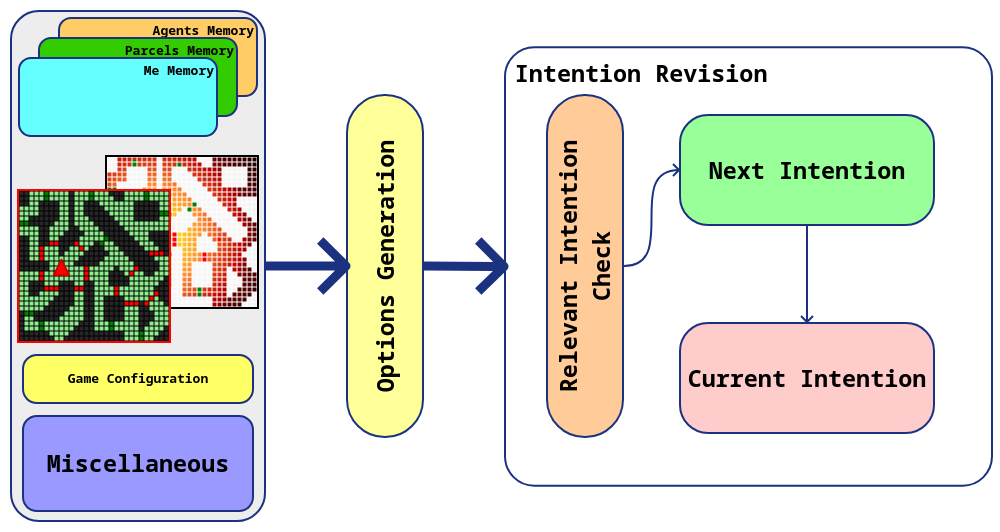 Agents Memory
Parcels Memory
Me Memory
Game Configuration
Miscellaneous
Options Generation
Intention Revision
Relevant Intention
Check
Next Intention
Current Intention